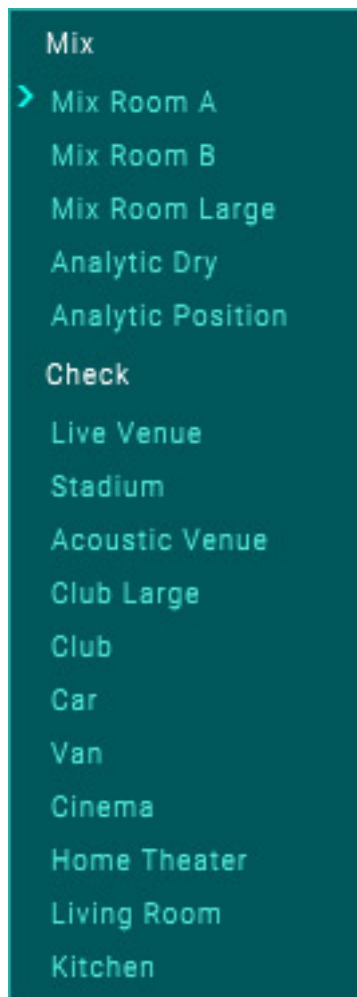 Mix
Mix Room A
Mix Room B
Mix Room Large
Analytic Dry
Analytic Position
Check
Live Venue
Stadium
Acoustic Venue
Club Large
Club
Car
Van
Cinema
Home Theater
Living Room
Kitchen